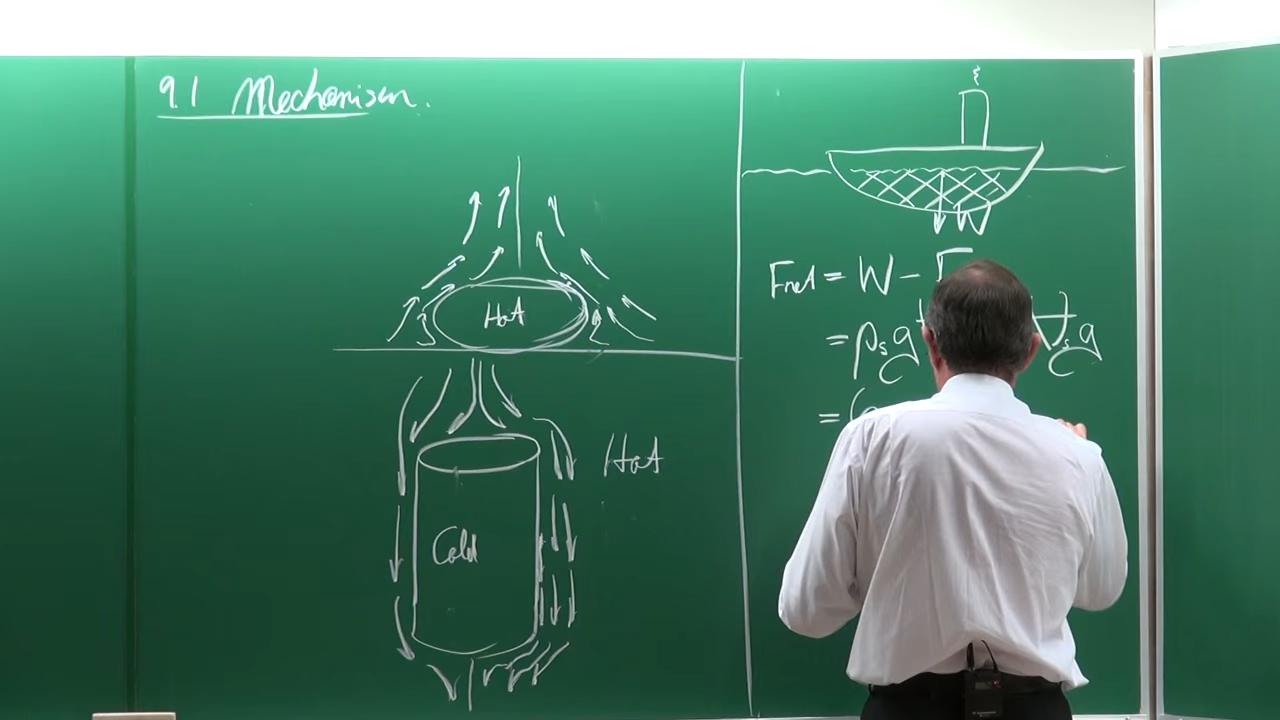 9.1 Mechanism.
Hot
Hot
Cold
W
Fnet = W - F
= ρs g V s g
= (